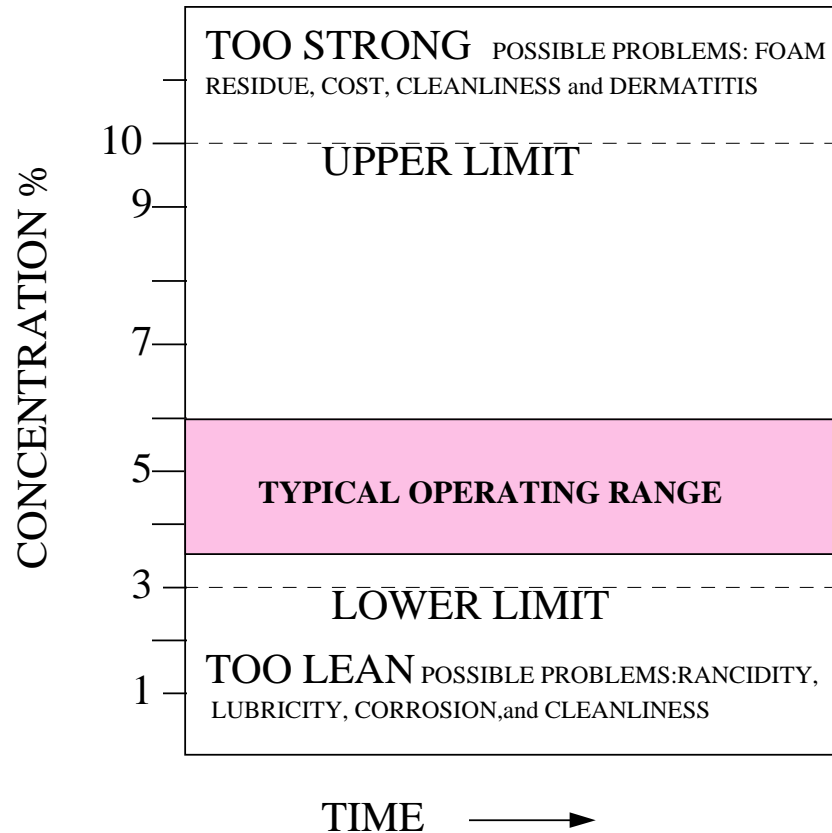 TOO STRONG POSSIBLE PROBLEMS: FOAM
RESIDUE, COST, CLEANLINESS and DERMATITIS
10
UPPER LIMIT
9
7
5
TYPICAL OPERATING RANGE
3
LOWER LIMIT
TOO LEAN POSSIBLE PROBLEMS:RANCIDITY,
1
LUBRICITY, CORROSION,and CLEANLINESS
CONCENTRATION %
TIME